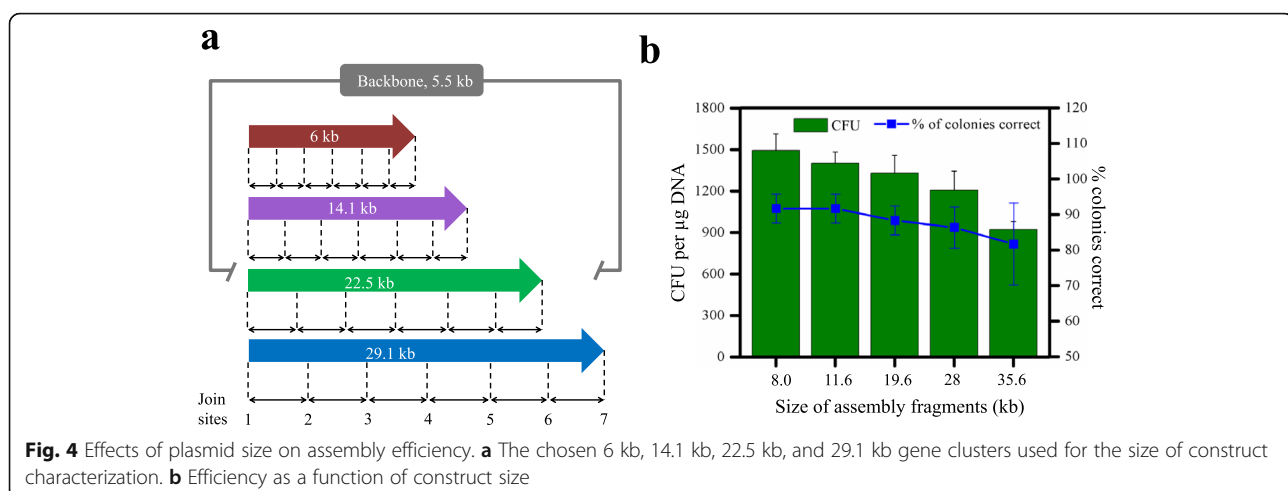 a
Backbone, 5.5 kb
6 kb
14.1 kb
22.5 kb
29.1 kb
Join
sites
1 2 3 4 5 6 7
b
CFU
% of colonies correct
1800
1500
1200
900
600
300
0
CFU per µg DNA
120
110
100
90
80
70
60
50
% colonies correct
8.0 11.6 19.6 28 35.6
Size of assembly fragments (kb)
Fig. 4 Effects of plasmid size on assembly efficiency. a The chosen 6 kb, 14.1 kb, 22.5 kb, and 29.1 kb gene clusters used for the size of construct
characterization. b Efficiency as a function of construct size